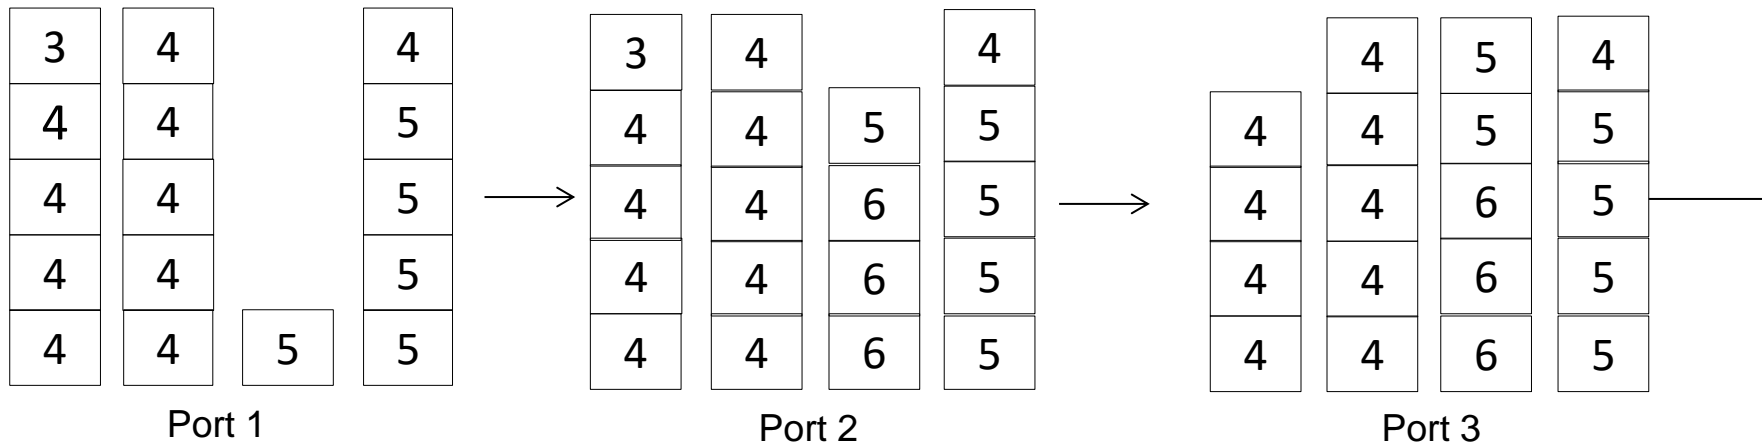 3 4 4 3 4 4 4 5 4
4 4 5 4 4 5 5 4 4 5 5
4 4 5 4 4 6 5 4 4 6 5
4 4 5 4 4 6 5 4 4 6 5
4 4 5 5 4 4 6 5 4 4 6 5
Port 1 Port 2 Port 3